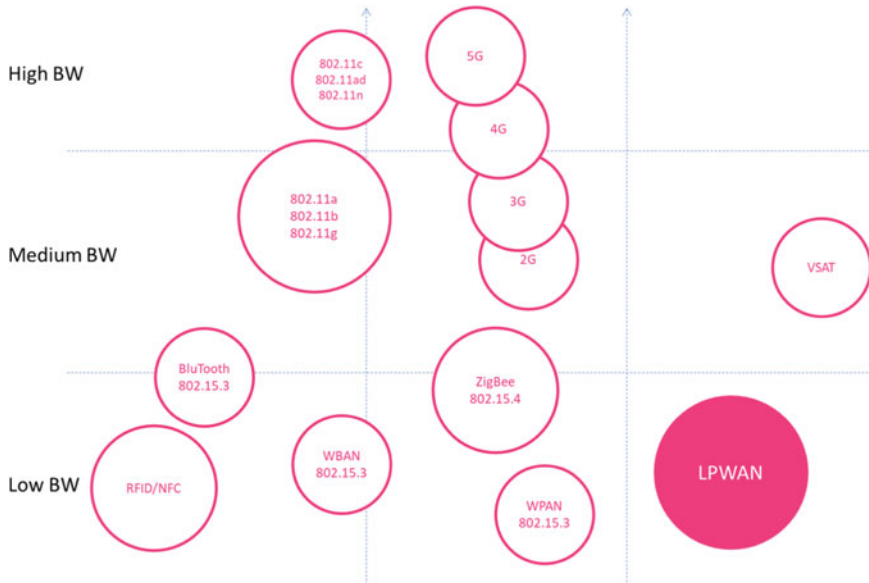 High BW
802.11c
802.11ad
802.11n
5G
4G
802.11a
802.11b
802.11g
3G
Medium BW
2G
VSAT
BluTooth
802.15.3
ZigBee
802.15.4
WBAN
802.15.3
LPWAN
Low BW
RFID/NFC
WPAN
802.15.3